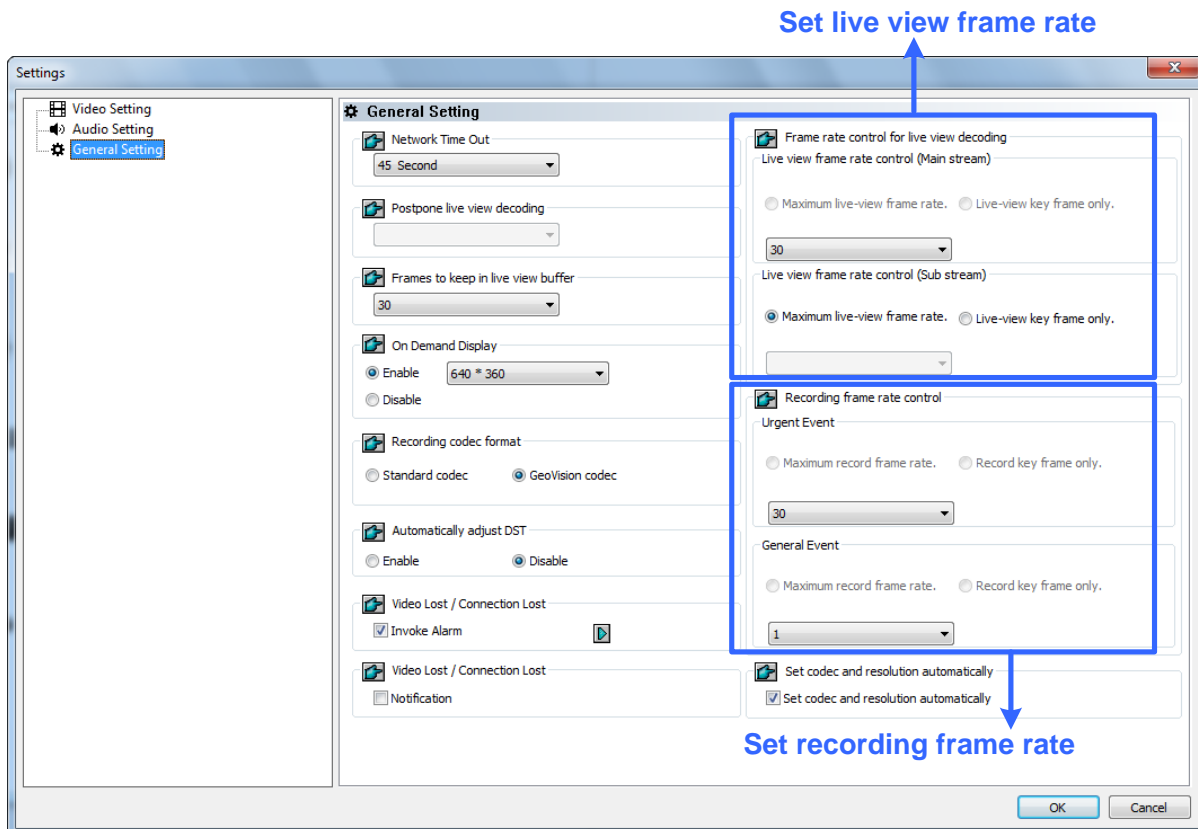 Set live view frame rate
Settings
Video Setting
Audio Setting
General Setting
General Setting
Network Time Out
45 Second
Postpone live view decoding
Frames to keep in live view buffer
30
On Demand Display
Enable
640 * 360
Disable
Recording codec format
Standard codec
GeoVision codec
Automatically adjust DST
Enable
Disable
Video Lost / Connection Lost
Invoke Alarm
Video Lost / Connection Lost
Notification
Frame rate control for live view decoding
Live view frame rate control (Main stream)
Maximum live-view frame rate.
Live-view key frame only.
30
Live view frame rate control (Sub stream)
Maximum live-view frame rate.
Live-view key frame only.
Recording frame rate control
Urgent Event
Maximum record frame rate.
Record key frame only.
30
General Event
Maximum record frame rate.
Record key frame only.
1
Set codec and resolution automatically
Set codec and resolution automatically
Set recording frame rate
OK
Cancel